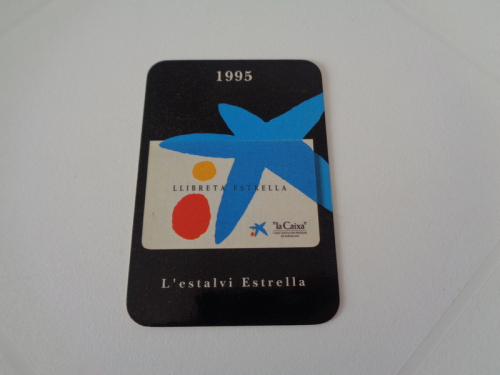 1995
LLIBRETA ESTRELLA
"la Caixa"
L'estalvi Estrella